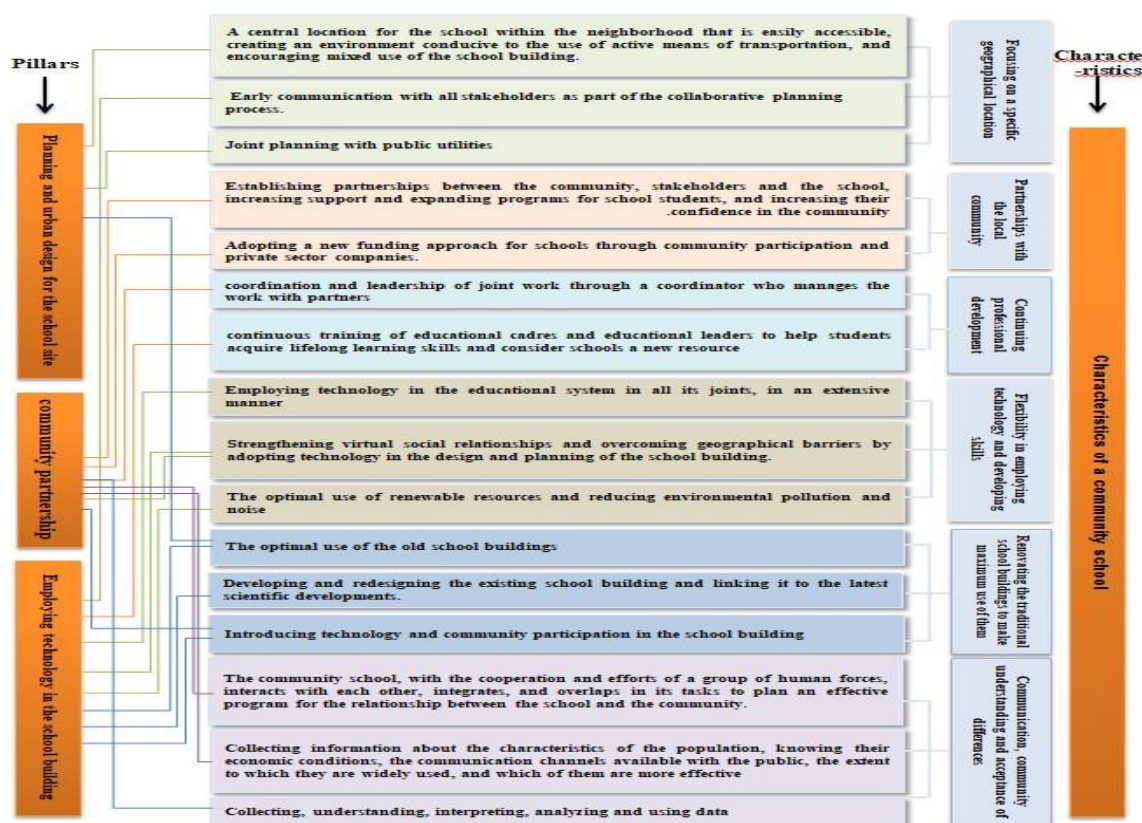 Pillars
Planning and urban design for the school site
community partnership
Employing technology in the school building
A central location for the school within the neighborhood that is easily accessible,
creating an environment conducive to the use of active means of transportation, and
encouraging mixed use of the school building.
Early communication with all stakeholders as part of the collaborative planning
process.
Joint planning with public utilities
Establishing partnerships between the community, stakeholders and the school,
increasing support and expanding programs for school students, and increasing their
.confidence in the community
Adopting a new funding approach for schools through community participation and
private sector companies.
coordination and leadership of joint work through a coordinator who manages the
work with partners
continuous training of educational cadres and educational leaders to help students
acquire lifelong learning skills and consider schools a new resource
Employing technology in the educational system in all its joints, in an extensive
manner
Strengthening virtual social relationships and overcoming geographical barriers by
adopting technology in the design and planning of the school building.
The optimal use of renewable resources and reducing environmental pollution and
noise
The optimal use of the old school buildings
Developing and redesigning the existing school building and linking it to the latest
scientific developments.
Introducing technology and community participation in the school building
The community school, with the cooperation and efforts of a group of human forces,
interacts with each other, integrates, and overlaps in its tasks to plan an effective
program for the relationship between the school and the community.
Collecting information about the characteristics of the population, knowing their
economic conditions, the communication channels available with the public, the extent
to which they are widely used, and which of them are more effective
Collecting, understanding, interpreting, analyzing and using data
Focusing on a specific
geographical location
Partnerships with
the local
community
Continuing
professional
development
Flexibility in employing
technology and developing
skills
Renovating the traditional
school buildings to make
maximum use of them
Communication, community
understanding and acceptance of
differences
Characte
-ristics
Characteristics of a community school